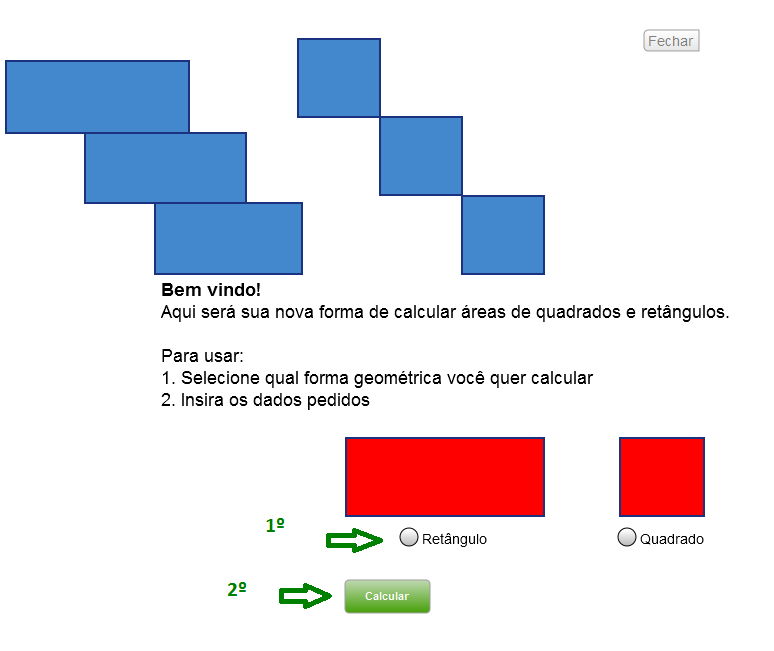 Fechar
Bem vindo!
Aqui será sua nova forma de calcular áreas de quadrados e retângulos.
Para usar:
1. Selecione qual forma geométrica você quer calcular
2. Insira os dados pedidos
1º
Retângulo
Quadrado
2º
Calcular